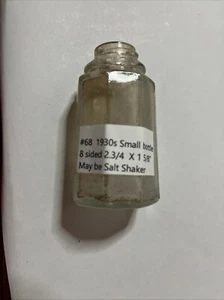 #68 1930s Small bottle
8 sided 2.3/4 X 1 5/8"
May be Salt Shaker